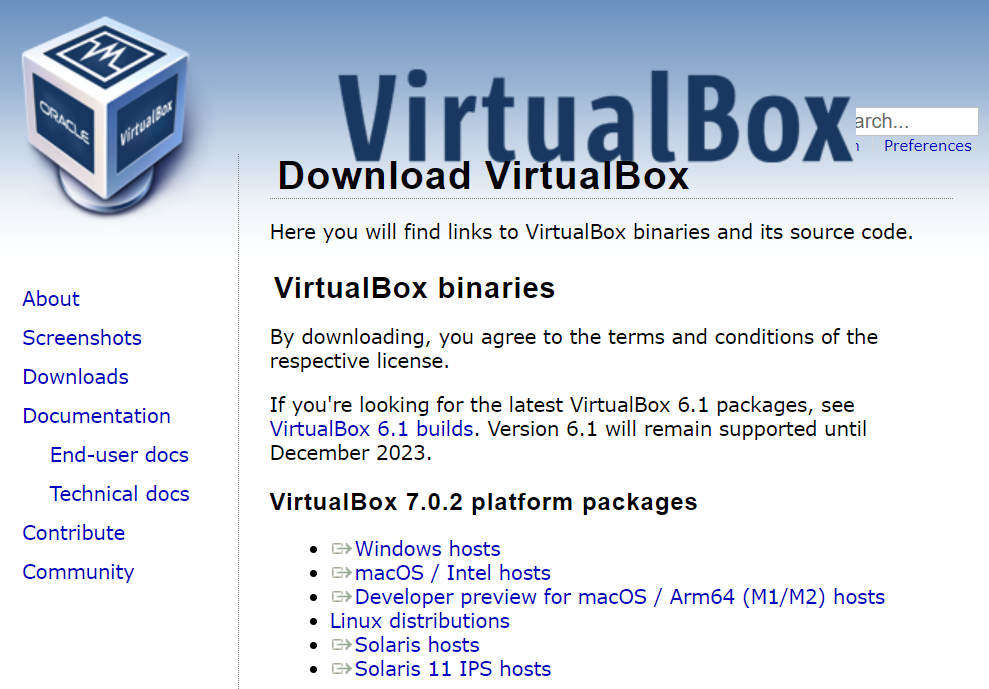 ORACLE
VirtualBox
VirtualBox
arch...
Preferences
Download VirtualBox
Here you will find links to VirtualBox binaries and its source code.
About
Screenshots
Downloads
Documentation
End-user docs
Technical docs
Contribute
Community
VirtualBox binaries
By downloading, you agree to the terms and conditions of the
respective license.
If you're looking for the latest VirtualBox 6.1 packages, see
VirtualBox 6.1 builds. Version 6.1 will remain supported until
December 2023.
VirtualBox 7.0.2 platform packages
Windows hosts
macOS / Intel hosts
Developer preview for macOS / Arm64 (M1/M2) hosts
Linux distributions
Solaris hosts
Solaris 11 IPS hosts